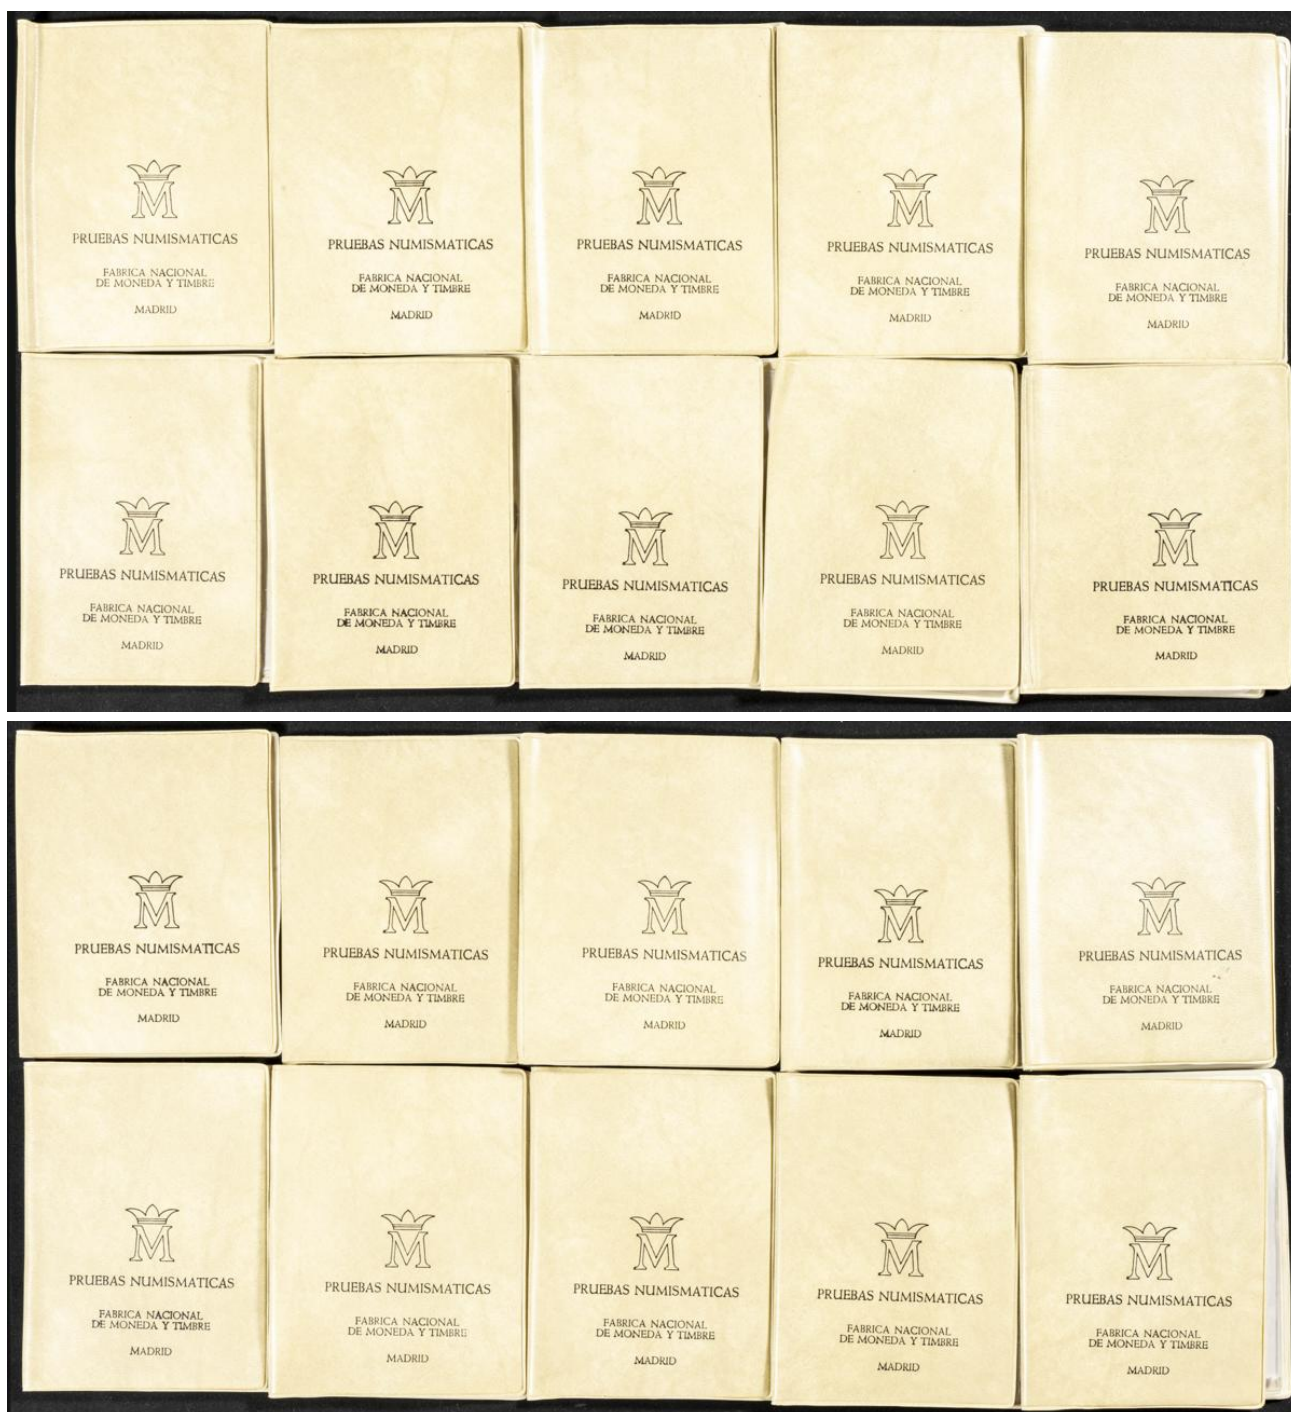 M
PRUEBAS NUMISMATICAS
FABRICA NACIONAL
DE MONEDA Y TIMBRE
MADRID
M
PRUEBAS NUMISMATICAS
FABRICA NACIONAL
DE MONEDA Y TIMBRE
MADRID
M
PRUEBAS NUMISMATICAS
FABRICA NACIONAL
DE MONEDA Y TIMBRE
MADRID
M
PRUEBAS NUMISMATICAS
FABRICA NACIONAL
DE MONEDA Y TIMBRE
MADRID
M
PRUEBAS NUMISMATICAS
FABRICA NACIONAL
DE MONEDA Y TIMBRE
MADRID
M
PRUEBAS NUMISMATICAS
FABRICA NACIONAL
DE MONEDA Y TIMBRE
MADRID
M
PRUEBAS NUMISMATICAS
FABRICA NACIONAL
DE MONEDA Y TIMBRE
MADRID
M
PRUEBAS NUMISMATICAS
FABRICA NACIONAL
DE MONEDA Y TIMBRE
MADRID
M
PRUEBAS NUMISMATICAS
FABRICA NACIONAL
DE MONEDA Y TIMBRE
MADRID
M
PRUEBAS NUMISMATICAS
FABRICA NACIONAL
DE MONEDA Y TIMBRE
MADRID
M
PRUEBAS NUMISMATICAS
FABRICA NACIONAL
DE MONEDA Y TIMBRE
MADRID
M
PRUEBAS NUMISMATICAS
FABRICA NACIONAL
DE MONEDA Y TIMBRE
MADRID
M
PRUEBAS NUMISMATICAS
FABRICA NACIONAL
DE MONEDA Y TIMBRE
MADRID
M
PRUEBAS NUMISMATICAS
FABRICA NACIONAL
DE MONEDA Y TIMBRE
MADRID
M
PRUEBAS NUMISMATICAS
FABRICA NACIONAL
DE MONEDA Y TIMBRE
MADRID
M
PRUEBAS NUMISMATICAS
FABRICA NACIONAL
DE MONEDA Y TIMBRE
MADRID
M
PRUEBAS NUMISMATICAS
FABRICA NACIONAL
DE MONEDA Y TIMBRE
MADRID
M
PRUEBAS NUMISMATICAS
FABRICA NACIONAL
DE MONEDA Y TIMBRE
MADRID
M
PRUEBAS NUMISMATICAS
FABRICA NACIONAL
DE MONEDA Y TIMBRE
MADRID
M
PRUEBAS NUMISMATICAS
FABRICA NACIONAL
DE MONEDA Y TIMBRE
MADRID